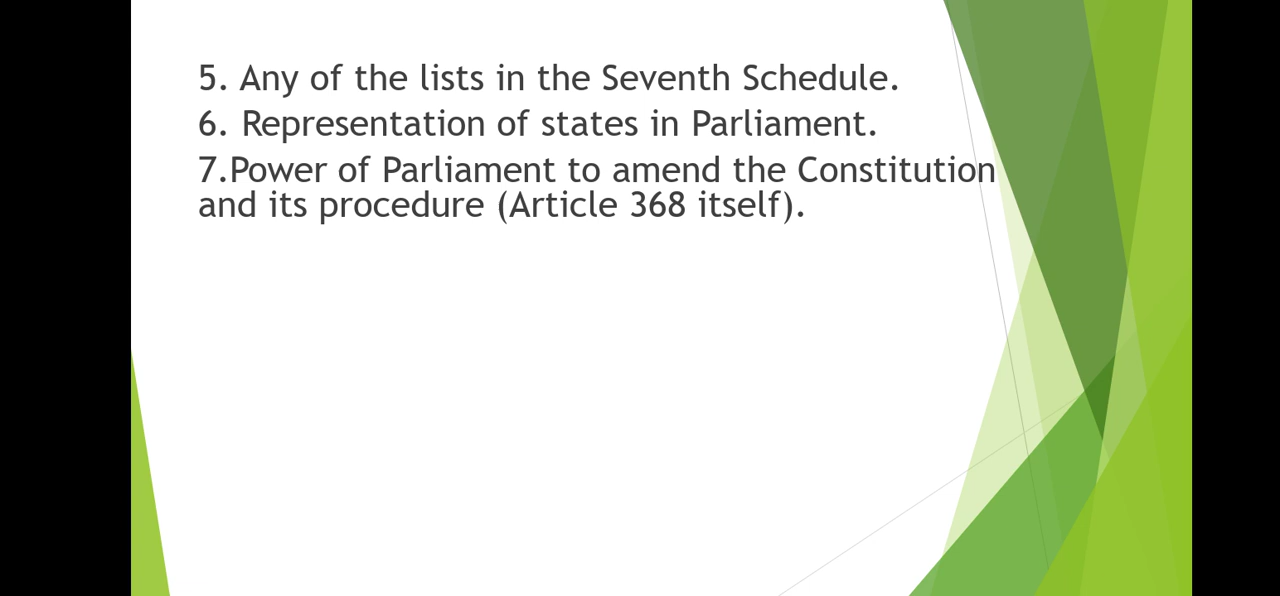 5. Any of the lists in the Seventh Schedule.
6. Representation of states in Parliament.
7.Power of Parliament to amend the Constitution
and its procedure (Article 368 itself).